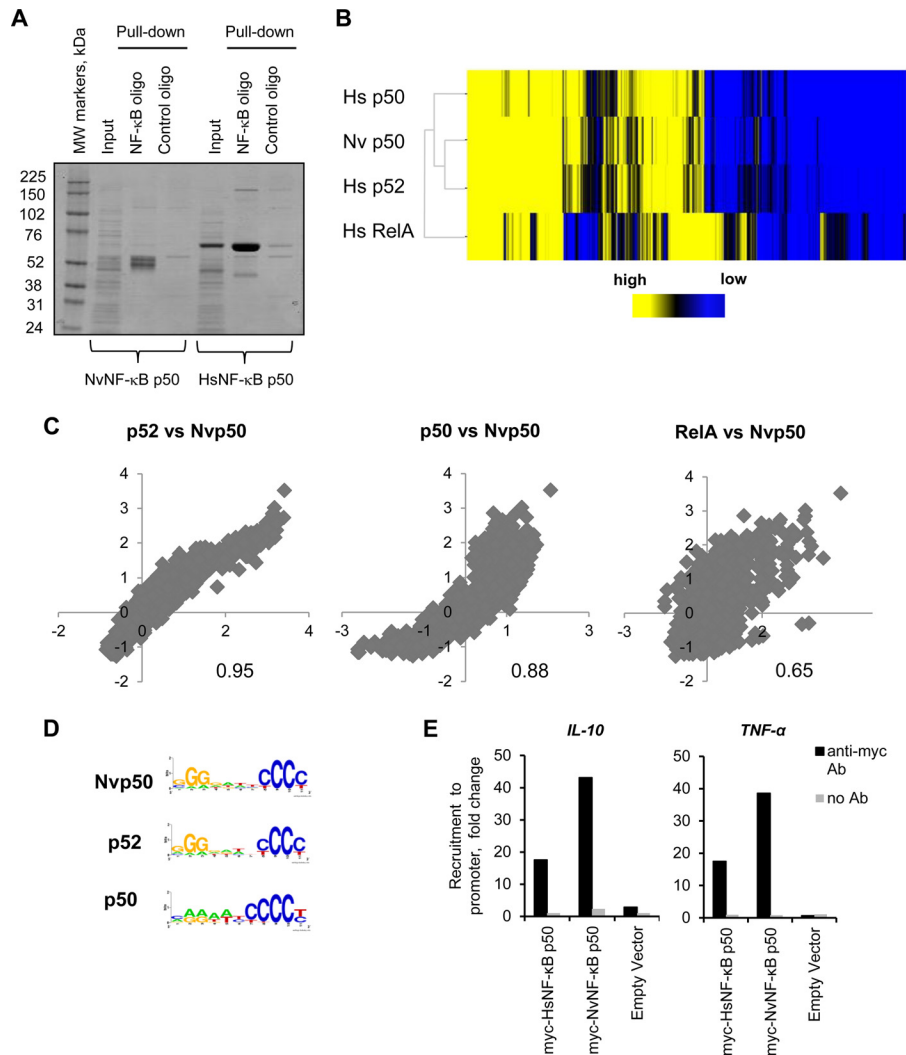 A
Pull-down
Pull-down
MW markers, kDa
Input
NF-κB oligo
Control oligo
Input
NF-κB oligo
Control oligo
225
150
102
76
52
38
31
24
NvNF-κB p50
HsNF-κB p50
B
Hs p50
Nv p50
Hs p52
Hs RelA
high
low
C
p52 vs Nvp50
4
3
2
1
0
-1
-2
-2
0
2
4
0.95
p50 vs Nvp50
4
3
2
1
0
-1
-2
-3
-1
1
3
0.88
RelA vs Nvp50
4
3
2
1
0
-1
-2
-3
2
0.65
D
Nvp50
GGG
CCCC
p52
GGG
CCCC
p50
CAAAA
CCCCT
E
IL-10
Recruitment to
promoter, fold change
50
40
30
20
10
0
myc-HsNF-κB p50
myc-NvNF-κB p50
Empty Vector
TNF-α
50
40
30
20
10
0
myc-HsNF-κB p50
myc-NvNF-κB p50
Empty Vector
anti-myc
Ab
no Ab